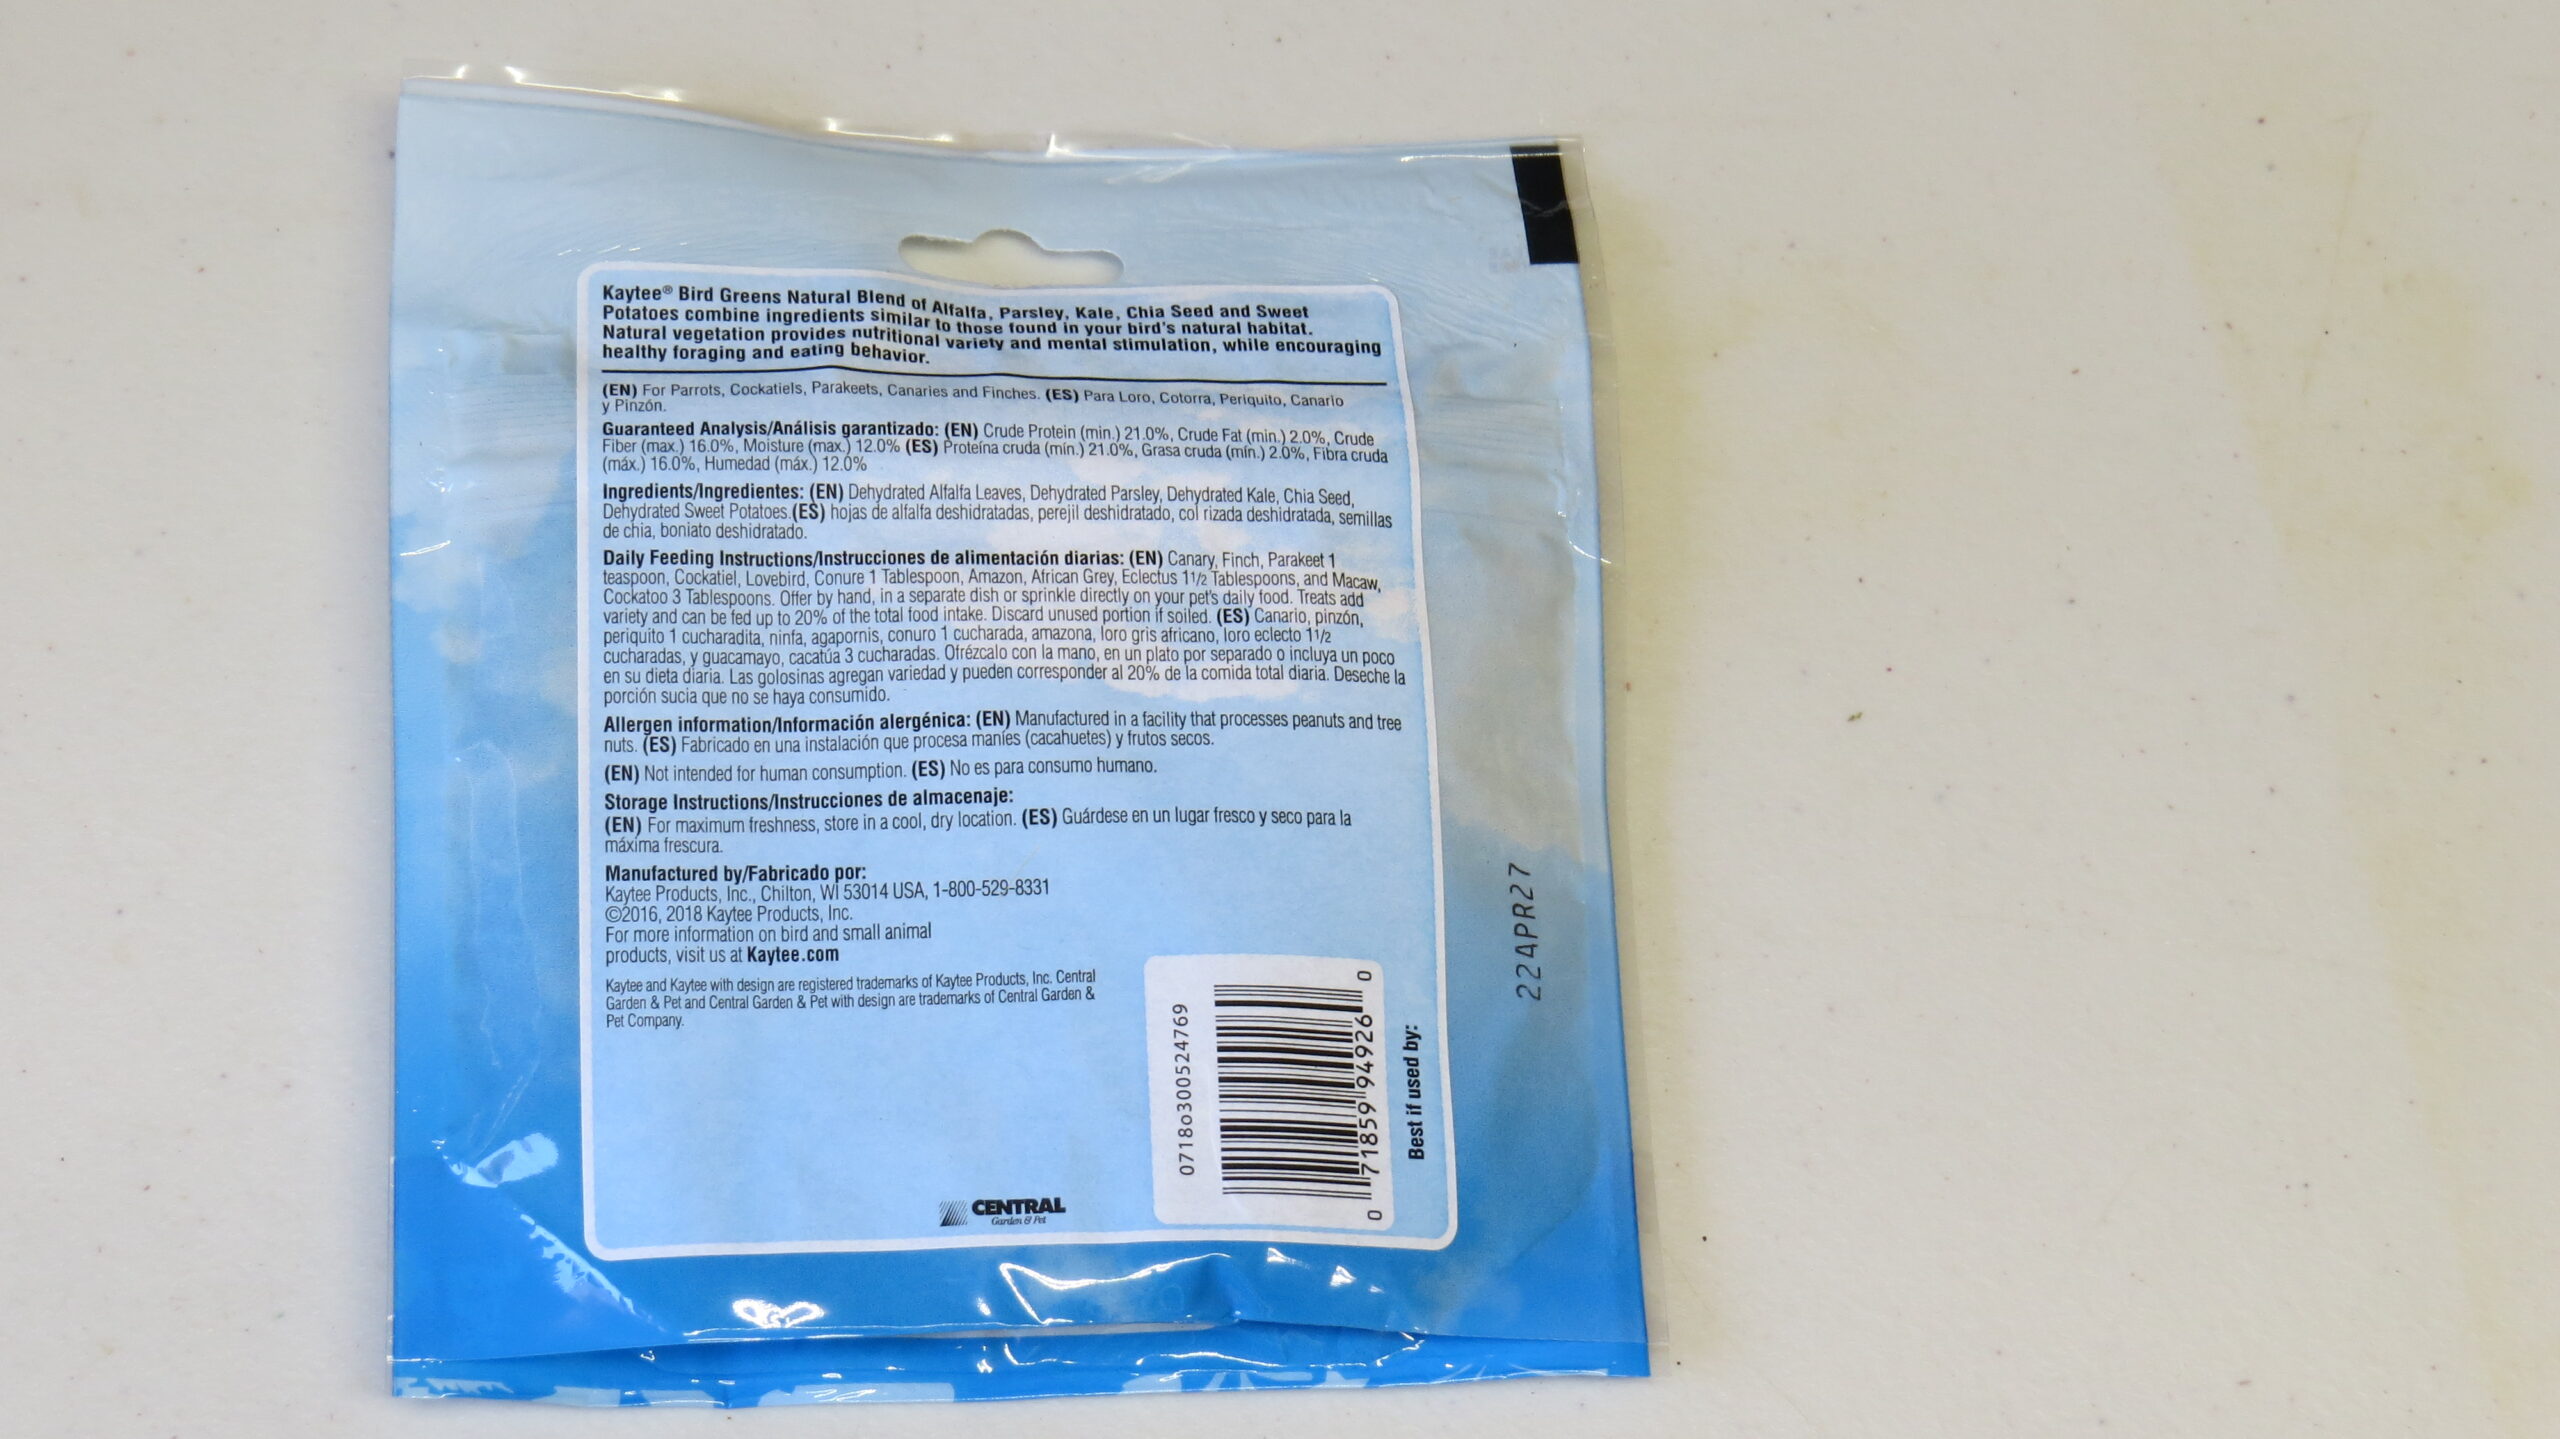 Kaytee® Bird Greens Natural Blend of Alfalfa, Parsley, Kale, Chia Seed and Sweet
Potatoes combine ingredients similar to those found in your bird's natural habitat.
Natural vegetation provides nutritional variety and mental stimulation, while encouraging
healthy foraging and eating behavior.
(EN) For Parrots, Cockatiels, Parakeets, Canaries and Finches. (ES) Para Loro, Cotorra, Periquito, Canario
y Pinzón.
Guaranteed Analysis/Análisis garantizado: (EN) Crude Protein (min.) 21.0%, Crude Fat (min.) 2.0%, Crude
Fiber (max.) 16.0%, Moisture (max.) 12.0% (ES) Proteína cruda (mín.) 21.0%, Grasa cruda (mín.) 2.0%, Fibra cruda
(máx.) 16.0%, Humedad (máx.) 12.0%
Ingredients/Ingredientes: (EN) Dehydrated Alfalfa Leaves, Dehydrated Parsley, Dehydrated Kale, Chia Seed,
Dehydrated Sweet Potatoes.(ES) hojas de alfalfa deshidratadas, perejil deshidratado, col rizada deshidratada, semillas
de chia, boniato deshidratado.
Daily Feeding Instructions/Instrucciones de alimentación diarias: (EN) Canary, Finch, Parakeet 1
teaspoon, Cockatiel, Lovebird, Conure 1 Tablespoon, Amazon, African Grey, Eclectus 1 1/2 Tablespoons, and Macaw,
Cockatoo 3 Tablespoons. Offer by hand, in a separate dish or sprinkle directly on your pet's daily food. Treats add
variety and can be fed up to 20% of the total food intake. Discard unused portion if soiled. (ES) Canario, pinzón,
periquito 1 cucharadita, ninfa, agapornis, conuro 1 cucharada, amazona, loro gris africano, loro eclecto 1 1/2
cucharadas, y guacamayo, cacatúa 3 cucharadas. Ofrézcalo con la mano, en un plato por separado o incluya un poco
en su dieta diaria. Las golosinas agregan variedad y pueden corresponder al 20% de la comida total diaria. Deseche la
porción sucia que no se haya consumido.
Allergen information/Información alergénica: (EN) Manufactured in a facility that processes peanuts and tree
nuts. (ES) Fabricado en una instalación que procesa maníes (cacahuetes) y frutos secos.
(EN) Not intended for human consumption. (ES) No es para consumo humano.
Storage Instructions/Instrucciones de almacenaje:
(EN) For maximum freshness, store in a cool, dry location. (ES) Guárdese en un lugar fresco y seco para la
máxima frescura.
Manufactured by/Fabricado por:
Kaytee Products, Inc., Chilton, WI 53014 USA, 1-800-529-8331
©2016, 2018 Kaytee Products, Inc.
For more information on bird and small animal
products, visit us at Kaytee.com
Kaytee and Kaytee with design are registered trademarks of Kaytee Products, Inc. Central
Garden & Pet and Central Garden & Pet with design are trademarks of Central Garden &
Pet Company.
CENTRAL
Garden & Pet
0718o300524769
0 71859 94926 0
Best if used by:
22APR27